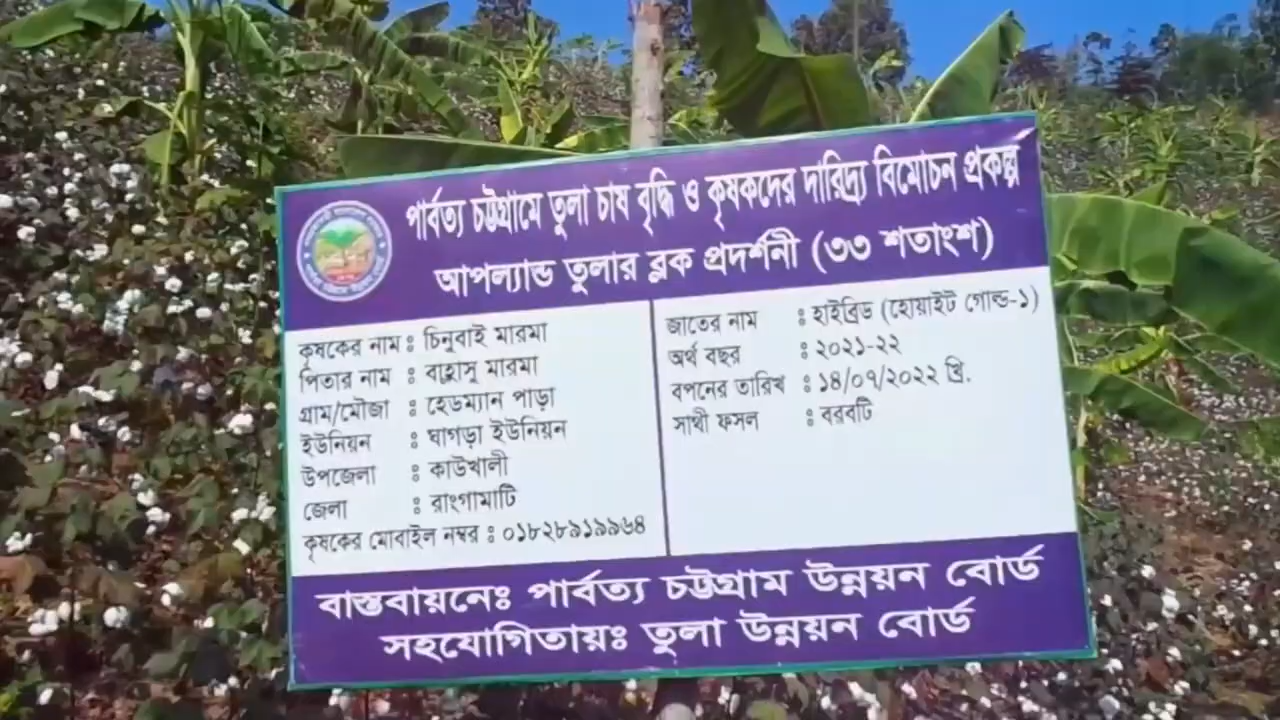 পার্বত্য চট্টগ্রামে তুলা চাষ বৃদ্ধি ও কৃষকদের দারিদ্র্য বিমোচন প্রকল্প
আপল্যান্ড তুলার ব্লক প্রদর্শনী (৩৩ শতাংশ)
কৃষকের নাম : চিনুবাই মারমা
পিতার নাম : বহ্লোসু মারমা
গ্রাম/মৌজা : হেডম্যান পাড়া
ইউনিয়ন : ঘাগড়া ইউনিয়ন
উপজেলা : কাউখালী
জেলা : রাংগামাটি
কৃষকের মোবাইল নম্বর : ০১৮২৮৯১৯৯৬৪
জাতের নাম : হাইব্রিড (হোয়াইট গোল্ড-১)
অর্থ বছর : ২০২১-২২
বপনের তারিখ : ১৪/০৭/২০২২ খ্রি.
সাথী ফসল : বরবটি
বাস্তবায়নেঃ পার্বত্য চট্টগ্রাম উন্নয়ন বোর্ড
সহযোগিতায়ঃ তুলা উন্নয়ন বোর্ড